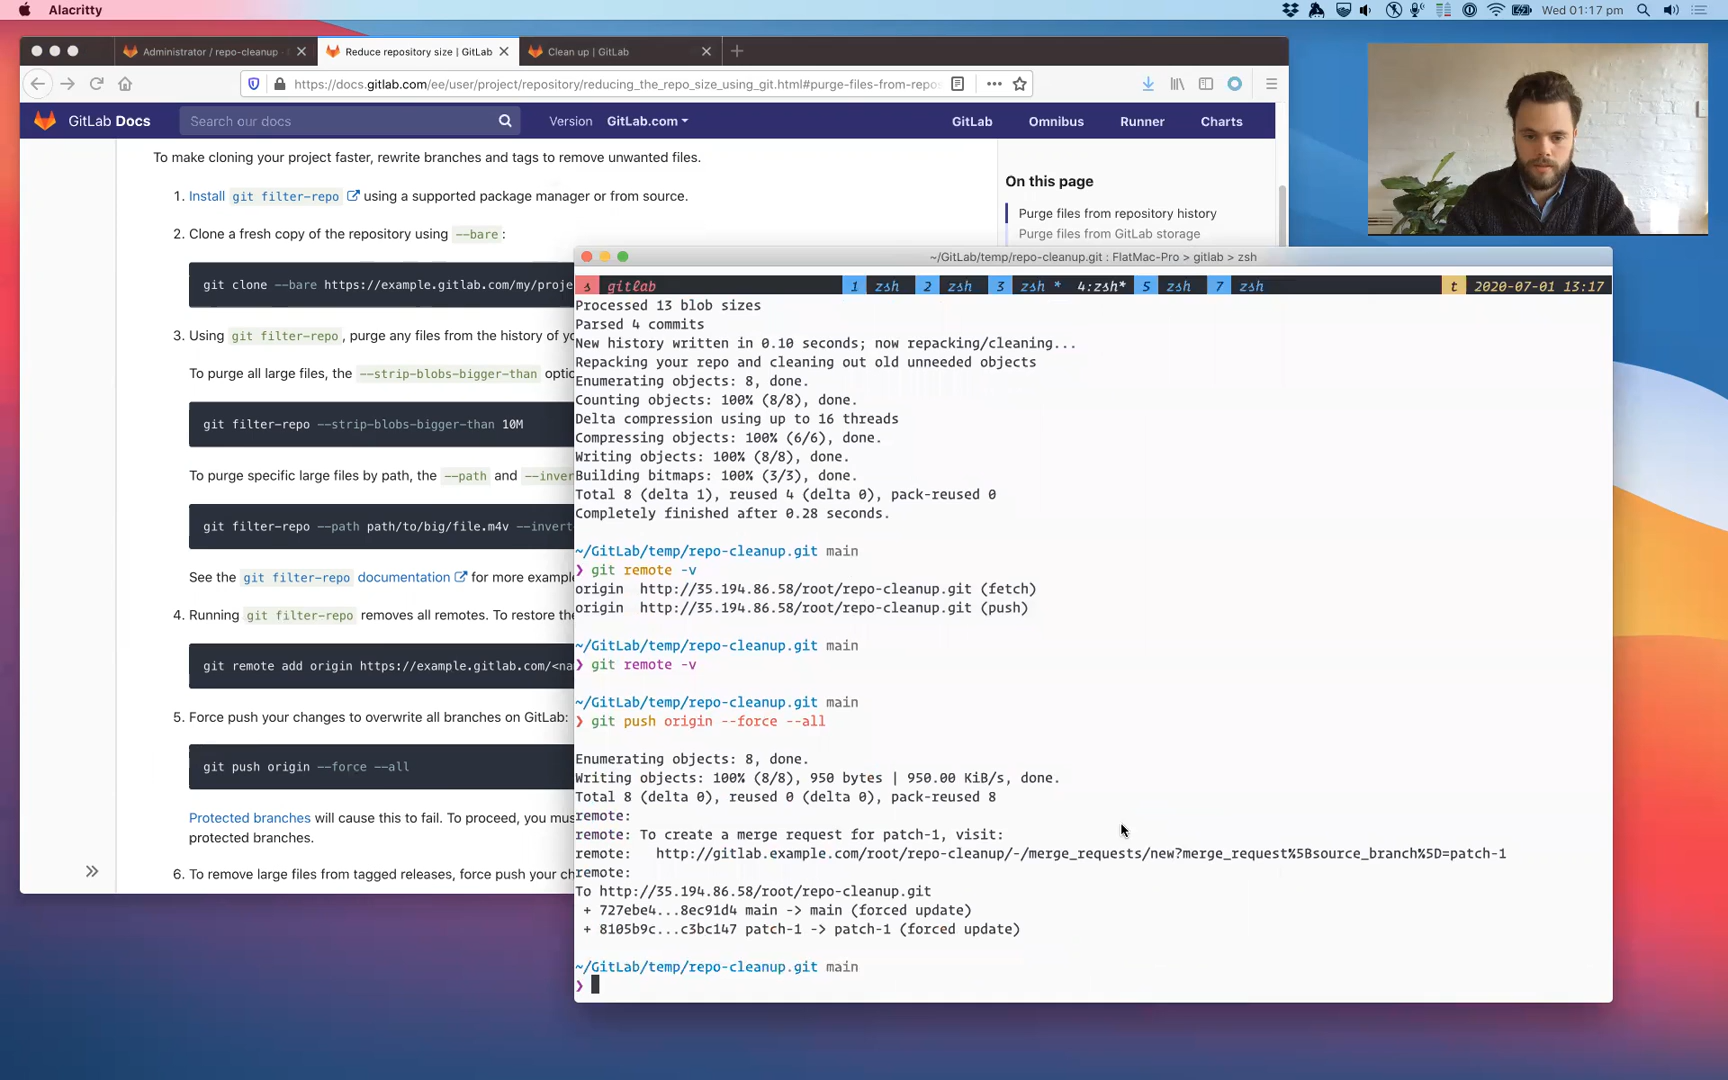 Alacritty
Wed 01:17 pm
Administrator / repo-cleanup ·
Reduce repository size | GitLab
Clean up | GitLab
https://docs.gitlab.com/ee/user/project/repository/reducing_the_repo_size_using_git.html#purge-files-from-repos
GitLab Docs
Search our docs
Version GitLab.com
GitLab
Omnibus
Runner
Charts
To make cloning your project faster, rewrite branches and tags to remove unwanted files.
1. Install git filter-repo using a supported package manager or from source.
2. Clone a fresh copy of the repository using --bare:
git clone --bare https://example.gitlab.com/my/proje
3. Using git filter-repo, purge any files from the history of yo
To purge all large files, the --strip-blobs-bigger-than optic
git filter-repo --strip-blobs-bigger-than 10M
To purge specific large files by path, the --path and --inver
git filter-repo --path path/to/big/file.m4v --invert
See the git filter-repo documentation for more example
4. Running git filter-repo removes all remotes. To restore the
git remote add origin https://example.gitlab.com/<na
5. Force push your changes to overwrite all branches on GitLab:
git push origin --force --all
Protected branches will cause this to fail. To proceed, you mus
protected branches.
6. To remove large files from tagged releases, force push your ch
On this page
Purge files from repository history
Purge files from GitLab storage
~/GitLab/temp/repo-cleanup.git : FlatMac-Pro > gitlab > zsh
s gitlab 1 zsh 2 zsh 3 zsh * 4:zsh* 5 zsh 7 zsh t 2020-07-01 13:17
Processed 13 blob sizes
Parsed 4 commits
New history written in 0.10 seconds; now repacking/cleaning...
Repacking your repo and cleaning out old unneeded objects
Enumerating objects: 8, done.
Counting objects: 100% (8/8), done.
Delta compression using up to 16 threads
Compressing objects: 100% (6/6), done.
Writing objects: 100% (8/8), done.
Building bitmaps: 100% (3/3), done.
Total 8 (delta 1), reused 4 (delta 0), pack-reused 0
Completely finished after 0.28 seconds.
~/GitLab/temp/repo-cleanup.git main
❯ git remote -v
origin http://35.194.86.58/root/repo-cleanup.git (fetch)
origin http://35.194.86.58/root/repo-cleanup.git (push)
~/GitLab/temp/repo-cleanup.git main
❯ git remote -v
~/GitLab/temp/repo-cleanup.git main
❯ git push origin --force --all
Enumerating objects: 8, done.
Writing objects: 100% (8/8), 950 bytes | 950.00 KiB/s, done.
Total 8 (delta 0), reused 0 (delta 0), pack-reused 8
remote:
remote: To create a merge request for patch-1, visit:
remote: http://gitlab.example.com/root/repo-cleanup/-/merge_requests/new?merge_request%5Bsource_branch%5D=patch-1
remote:
To http://35.194.86.58/root/repo-cleanup.git
+ 727ebe4...8ec91d4 main -> main (forced update)
+ 8105b9c...c3bc147 patch-1 -> patch-1 (forced update)
~/GitLab/temp/repo-cleanup.git main
❯